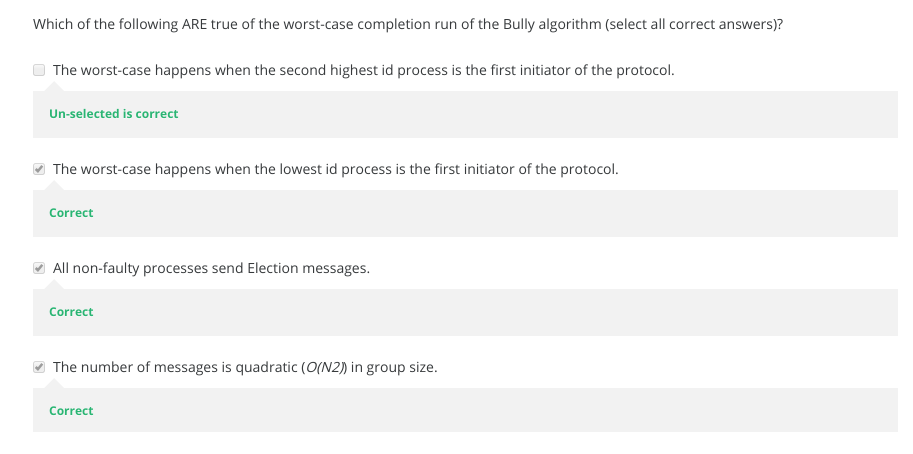 Which of the following ARE true of the worst-case completion run of the Bully algorithm (select all correct answers)?
The worst-case happens when the second highest id process is the first initiator of the protocol.
Un-selected is correct
The worst-case happens when the lowest id process is the first initiator of the protocol.
Correct
All non-faulty processes send Election messages.
Correct
The number of messages is quadratic (O(N2)) in group size.
Correct